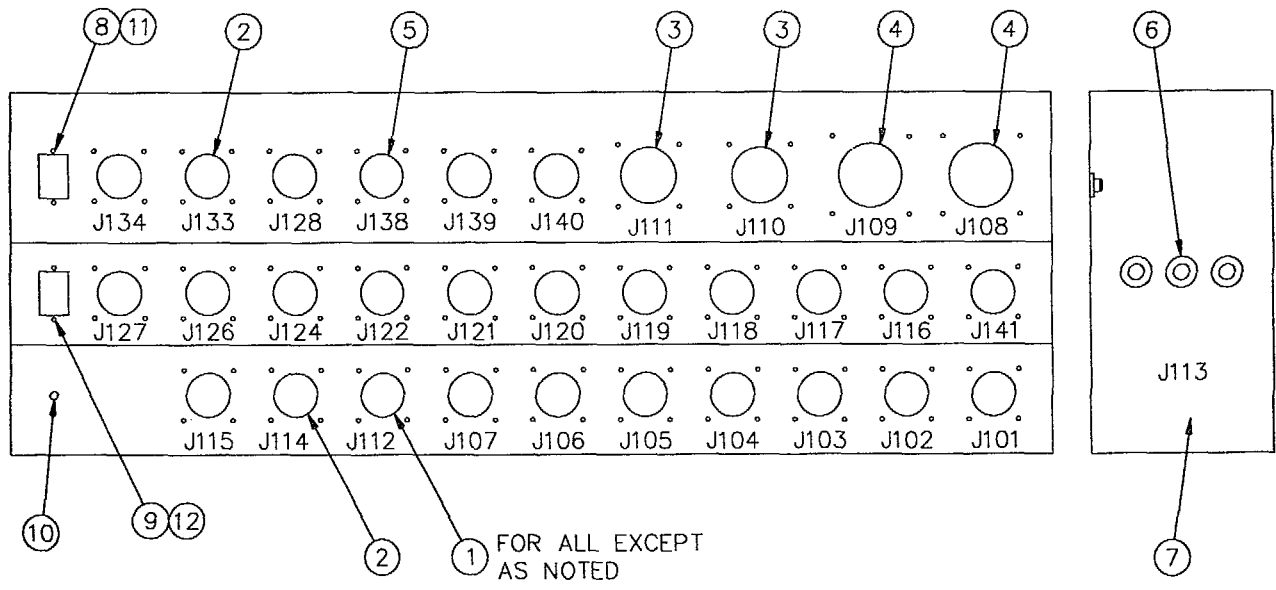 8 11 2 5 3 3 4 4 6
J134 J133 J128 J138 J139 J140 J111 J110 J109 J108
J127 J126 J124 J122 J121 J120 J119 J118 J117 J116 J141
J113
J115 J114 J112 J107 J106 J105 J104 J103 J102 J101
10 9 12 2 1 FOR ALL EXCEPT
AS NOTED
7